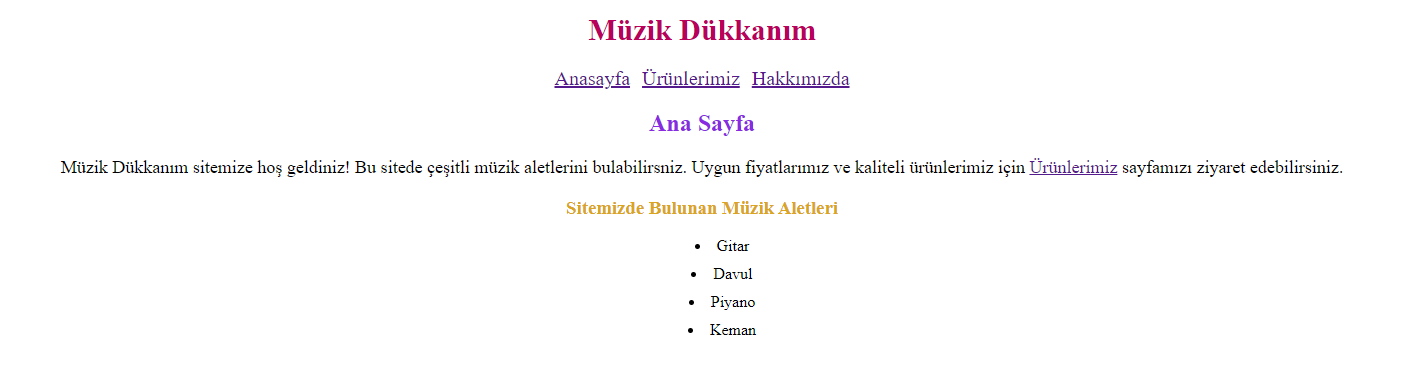 Müzik Dükkanım
Anasayfa Ürünlerimiz Hakkımızda
Ana Sayfa
Müzik Dükkanım sitemize hoş geldiniz! Bu sitede çeşitli müzik aletlerini bulabilirsniz. Uygun fiyatlarımız ve kaliteli ürünlerimiz için Ürünlerimiz sayfamızı ziyaret edebilirsiniz.
Sitemizde Bulunan Müzik Aletleri
• Gitar
• Davul
• Piyano
• Keman